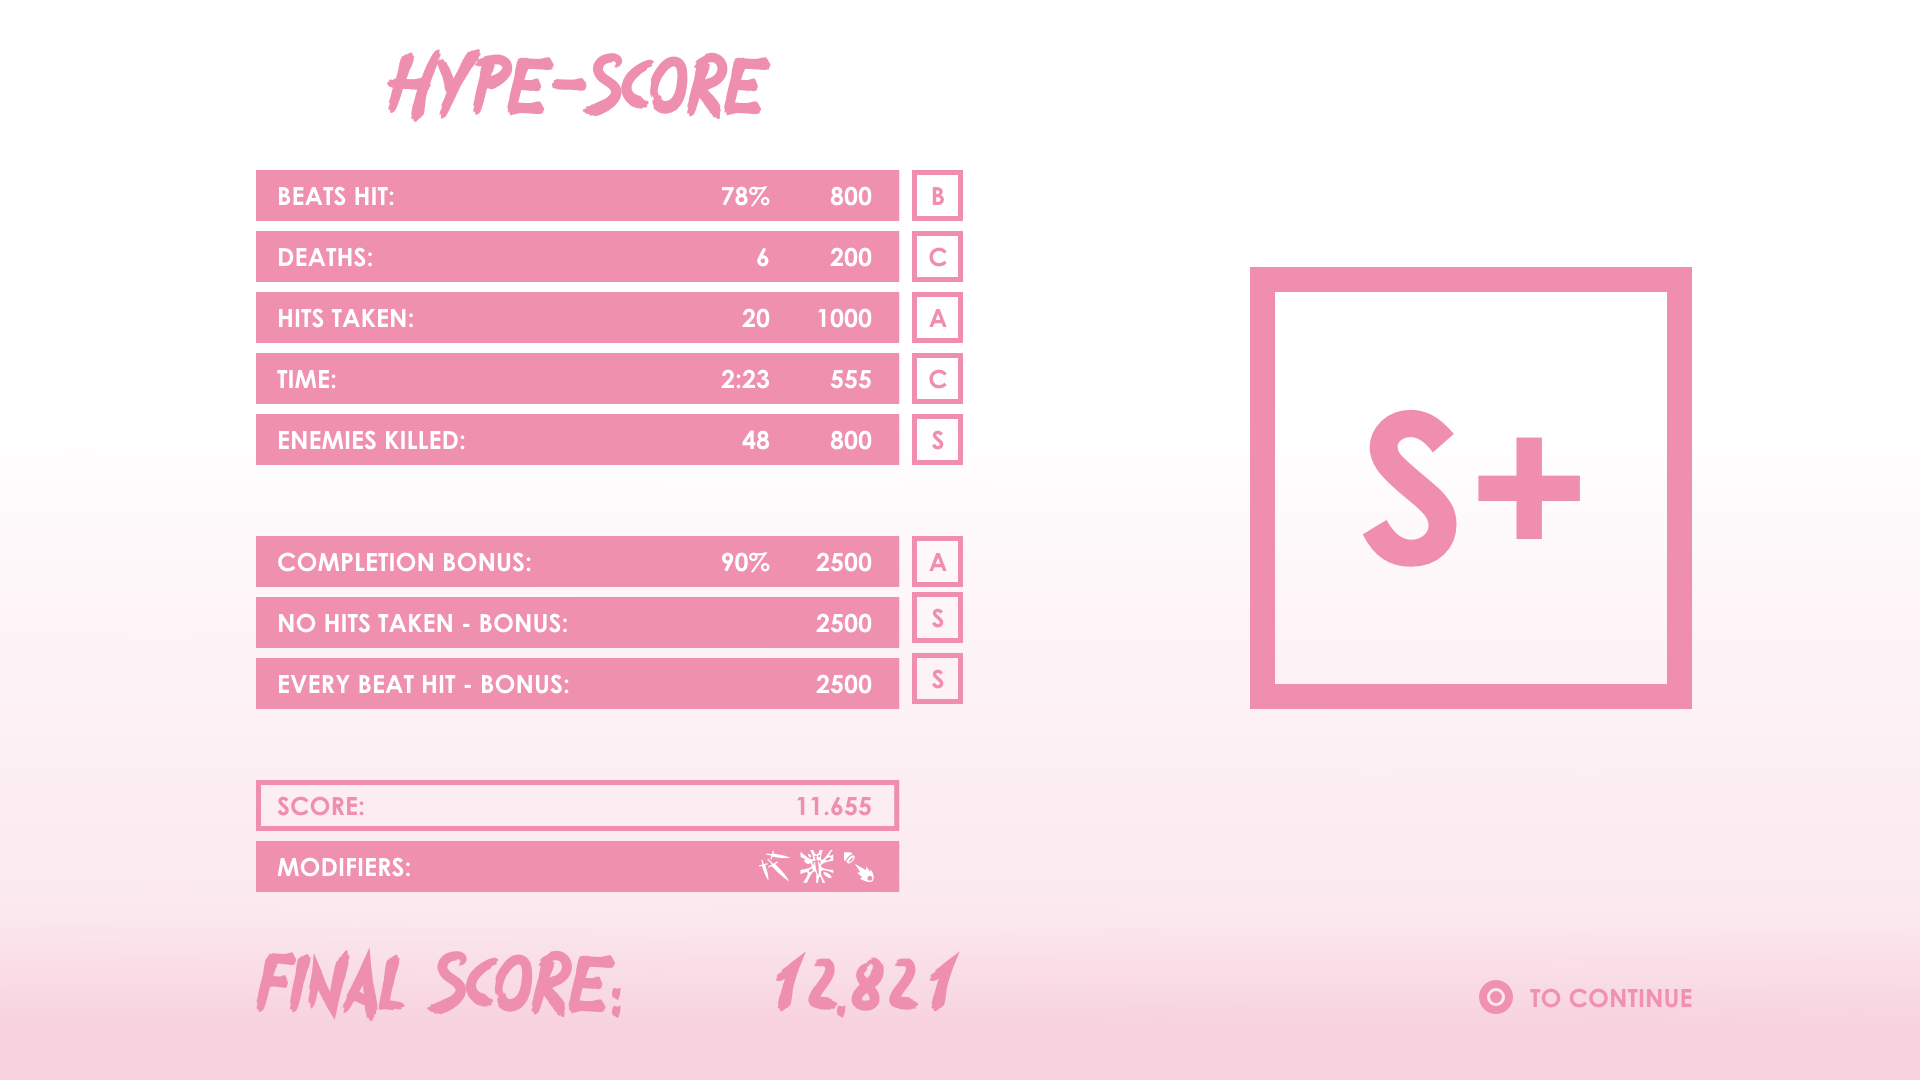 HYPE-SCORE
BEATS HIT: 78% 800 B
DEATHS: 6 200 C
HITS TAKEN: 20 1000 A
TIME: 2:23 555 C
ENEMIES KILLED: 48 800 S
S+
COMPLETION BONUS: 90% 2500 A
NO HITS TAKEN - BONUS: 2500 S
EVERY BEAT HIT - BONUS: 2500 S
SCORE: 11.655
MODIFIERS:
FINAL SCORE: 12.821
TO CONTINUE